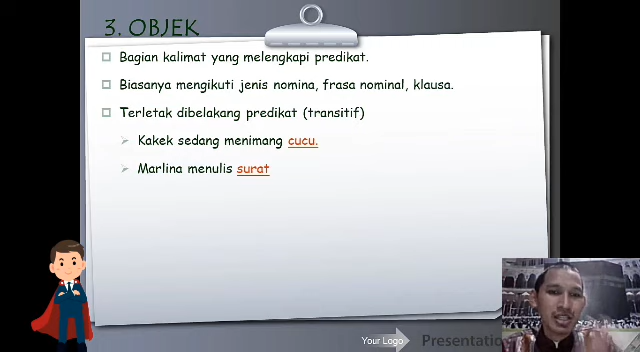 3. OBJEK
Bagian kalimat yang melengkapi predikat.
Biasanya mengikuti jenis nomina, frasa nominal, klausa.
Terletak dibelakang predikat (transitif)
Kakek sedang menimang cucu.
Marlina menulis surat
Your Logo
Presentatio